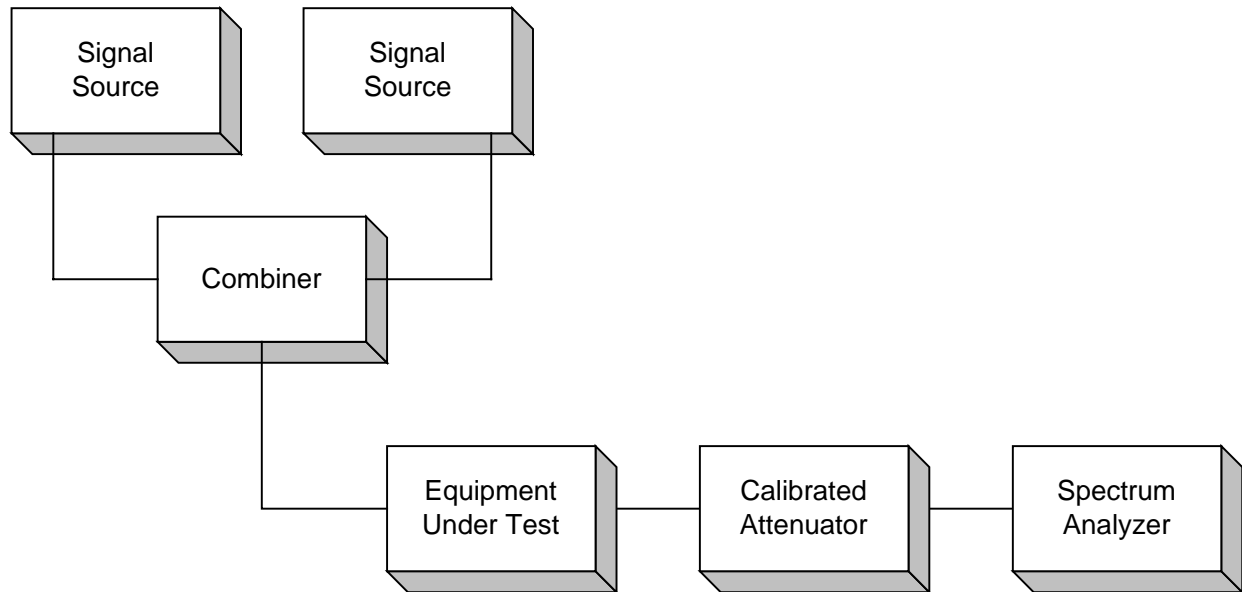 Signal
Source
Signal
Source
Combiner
Equipment
Under Test
Calibrated
Attenuator
Spectrum
Analyzer